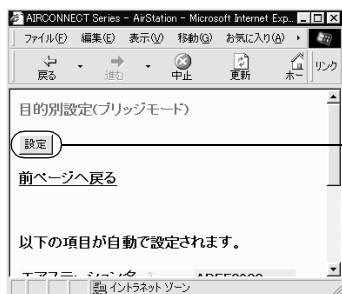 AIRCONNECT Series - AirStation - Microsoft Internet Exp...
ファイル(F) 編集(E) 表示(V) 移動(G) お気に入り(A)
戻る 進む 中止 更新 ホー リンク
目的別設定(ブリッジモード)
設定
前ページへ戻る
以下の項目が自動で設定されます。
イントラネット ゾーン